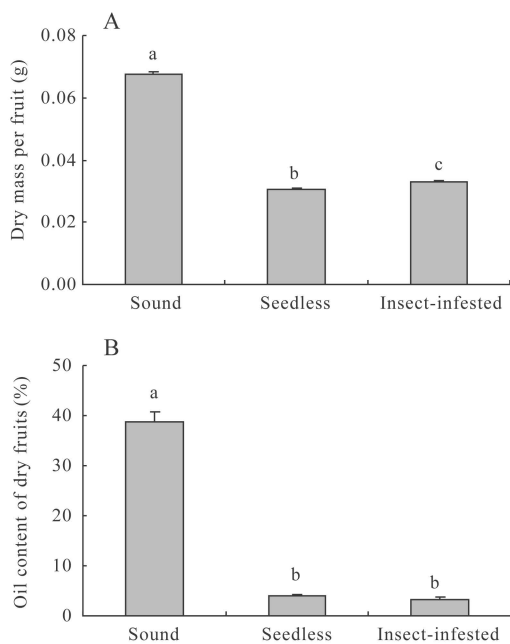 A
Dry mass per fruit (g)
0.08
0.06
0.04
0.02
0.00
a
b
c
Sound Seedless Insect-infested
B
Oil content of dry fruits (%)
50
40
30
20
10
0
a
b
b
Sound Seedless Insect-infested